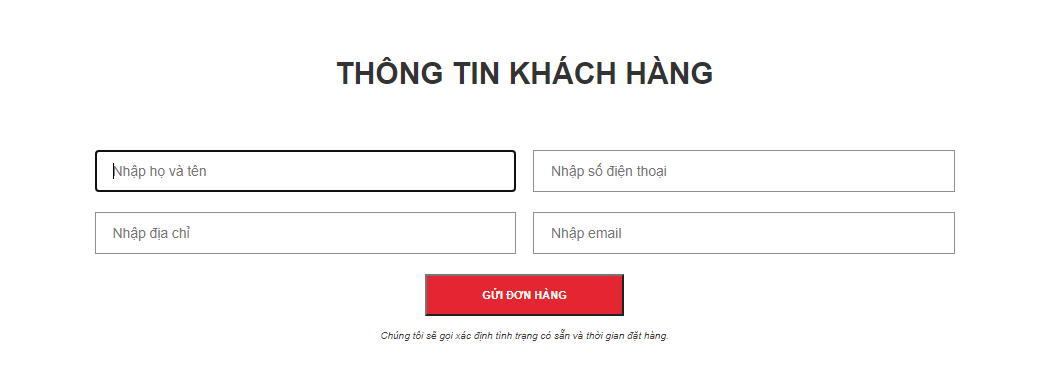 THÔNG TIN KHÁCH HÀNG
Nhập họ và tên
Nhập số điện thoại
Nhập địa chỉ
Nhập email
GỬI ĐƠN HÀNG
Chúng tôi sẽ gọi xác định tình trạng có sẵn và thời gian đặt hàng.